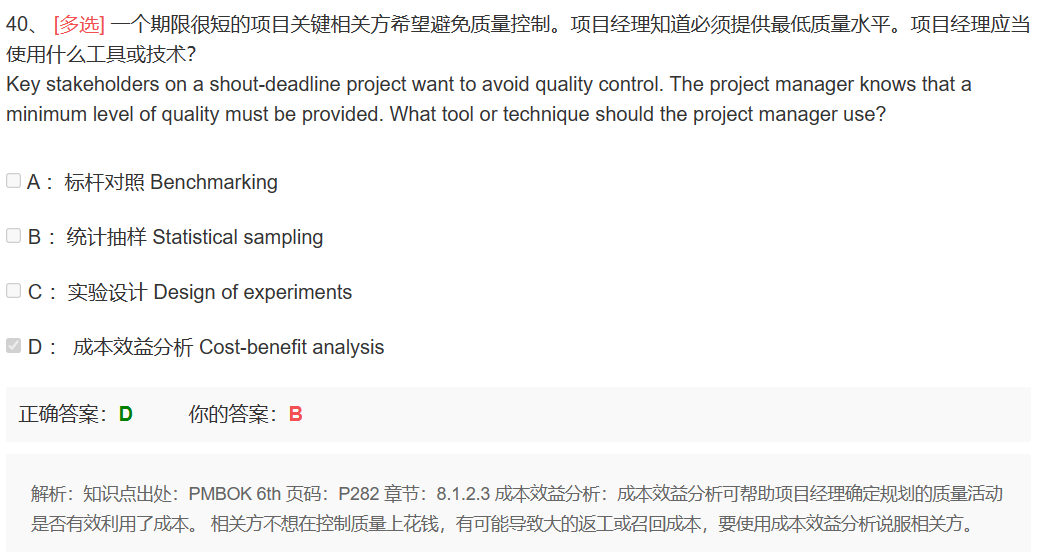 40、 [多选] 一个期限很短的项目关键相关方希望避免质量控制。项目经理知道必须提供最低质量水平。项目经理应当
使用什么工具或技术?
Key stakeholders on a shout-deadline project want to avoid quality control. The project manager knows that a
minimum level of quality must be provided. What tool or technique should the project manager use?
A： 标杆对照 Benchmarking
B： 统计抽样 Statistical sampling
C： 实验设计 Design of experiments
D： 成本效益分析 Cost-benefit analysis
正确答案：D 你的答案：B
解析：知识点出处：PMBOK 6th 页码：P282 章节：8.1.2.3 成本效益分析：成本效益分析可帮助项目经理确定规划的质量活动
是否有效利用了成本。 相关方不想在控制质量上花钱，有可能导致大的返工或召回成本，要使用成本效益分析说服相关方。